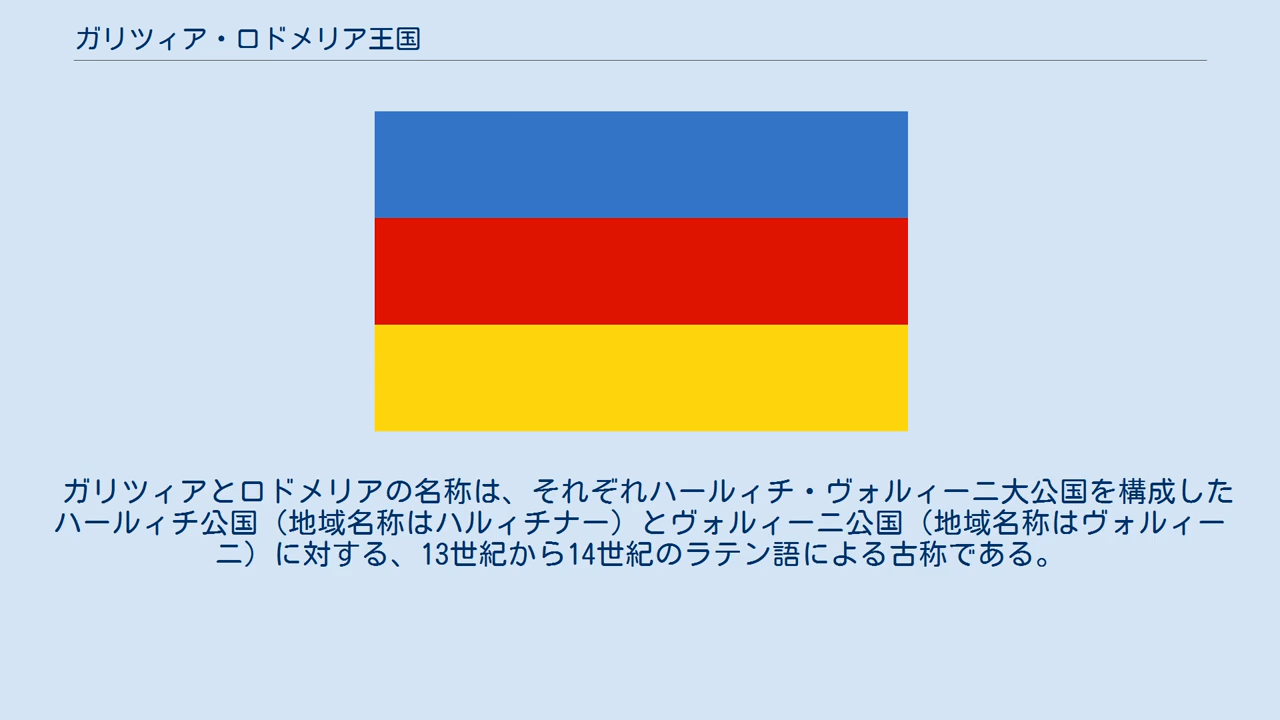 ガリツィア・ロドメリア王国
ガリツィアとロドメリアの名称は、それぞれハールィチ・ヴォルィーニ大公国を構成した
ハールィチ公国（地域名称はハルィチナー）とヴォルィーニ公国（地域名称はヴォルィー
ニ）に対する、13世紀から14世紀のラテン語による古称である。